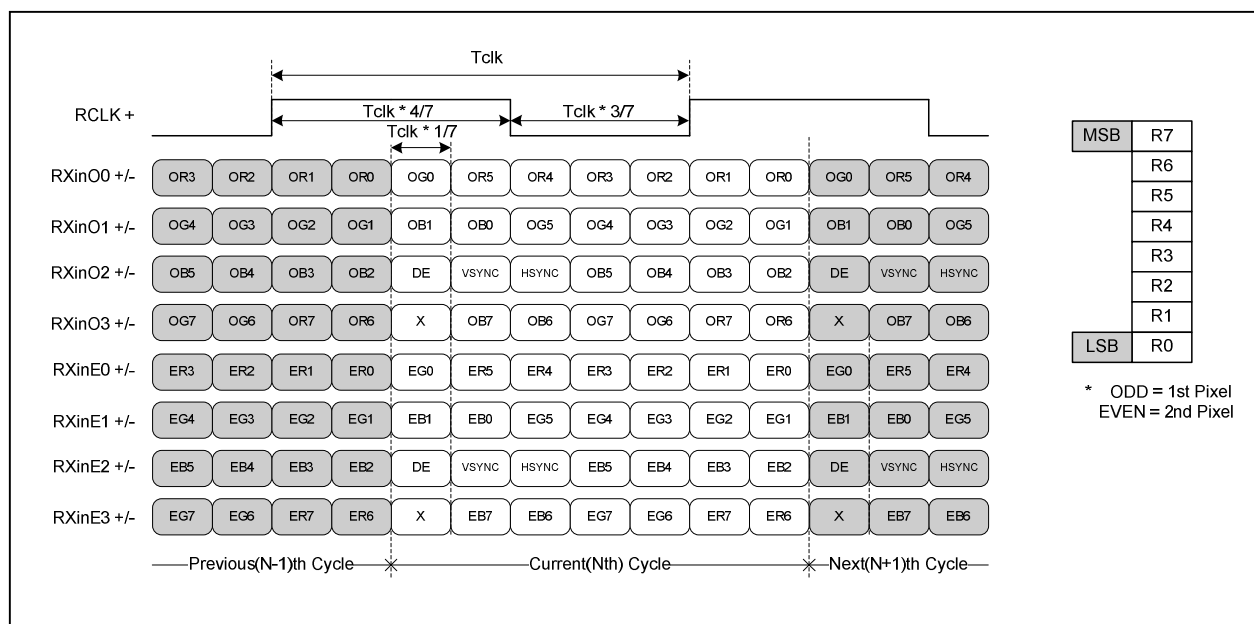 Tclk
RCLK +
Tclk * 4/7
Tclk * 3/7
Tclk * 1/7
RXinO0 +/- OR3 OR2 OR1 OR0 OG0 OR5 OR4 OR3 OR2 OR1 OR0 OG0 OR5 OR4
RXinO1 +/- OG4 OG3 OG2 OG1 OB1 OB0 OG5 OG4 OG3 OG2 OG1 OB1 OB0 OG5
RXinO2 +/- OB5 OB4 OB3 OB2 DE VSYNC HSYNC OB5 OB4 OB3 OB2 DE VSYNC HSYNC
RXinO3 +/- OG7 OG6 OR7 OR6 X OB7 OB6 OG7 OG6 OR7 OR6 X OB7 OB6
RXinE0 +/- ER3 ER2 ER1 ER0 EG0 ER5 ER4 ER3 ER2 ER1 ER0 EG0 ER5 ER4
RXinE1 +/- EG4 EG3 EG2 EG1 EB1 EB0 EG5 EG4 EG3 EG2 EG1 EB1 EB0 EG5
RXinE2 +/- EB5 EB4 EB3 EB2 DE VSYNC HSYNC EB5 EB4 EB3 EB2 DE VSYNC HSYNC
RXinE3 +/- EG7 EG6 ER7 ER6 X EB7 EB6 EG7 EG6 ER7 ER6 X EB7 EB6
Previous(N-1)th Cycle Current(Nth) Cycle Next(N+1)th Cycle
MSB R7
R6
R5
R4
R3
R2
R1
LSB R0
* ODD = 1st Pixel
EVEN = 2nd Pixel